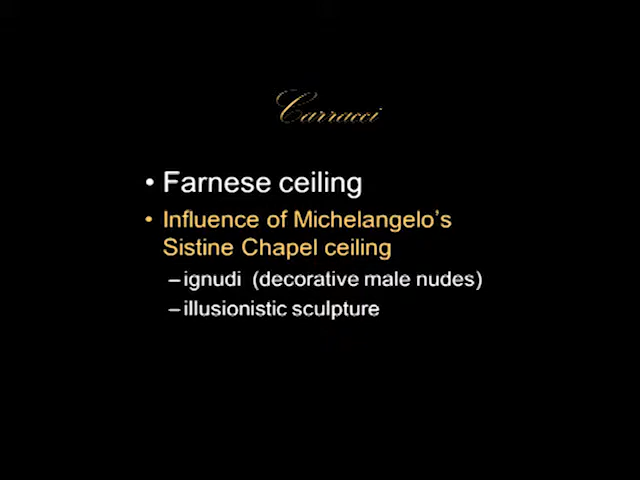 Carracci
• Farnese ceiling
• Influence of Michelangelo's
Sistine Chapel ceiling
– ignudi (decorative male nudes)
– illusionistic sculpture